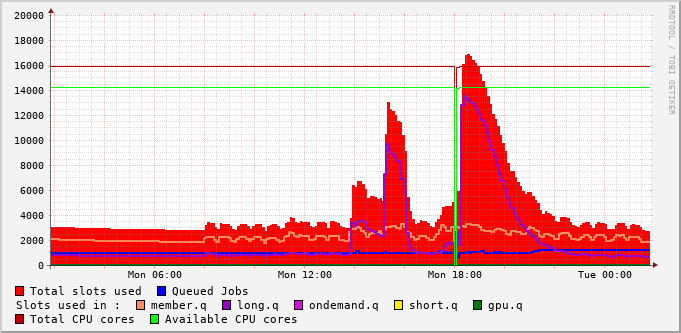 RRDTOOL / TOBI OETIKER
20000
18000
16000
14000
12000
10000
8000
6000
4000
2000
0
Mon 06:00 Mon 12:00 Mon 18:00 Tue 00:00
Total slots used Queued Jobs
Slots used in : member.q long.q ondemand.q short.q gpu.q
Total CPU cores Available CPU cores